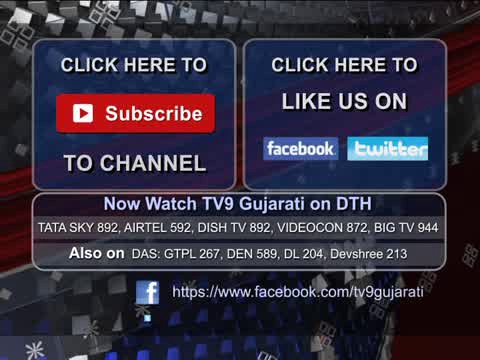 CLICK HERE TO
Subscribe
TO CHANNEL
CLICK HERE TO
LIKE US ON
facebook twitter
Now Watch TV9 Gujarati on DTH
TATA SKY 892, AIRTEL 592, DISH TV 892, VIDEOCON 872, BIG TV 944
Also on DAS: GTPL 267, DEN 589, DL 204, Devshree 213
f https://www.facebook.com/tv9gujarati